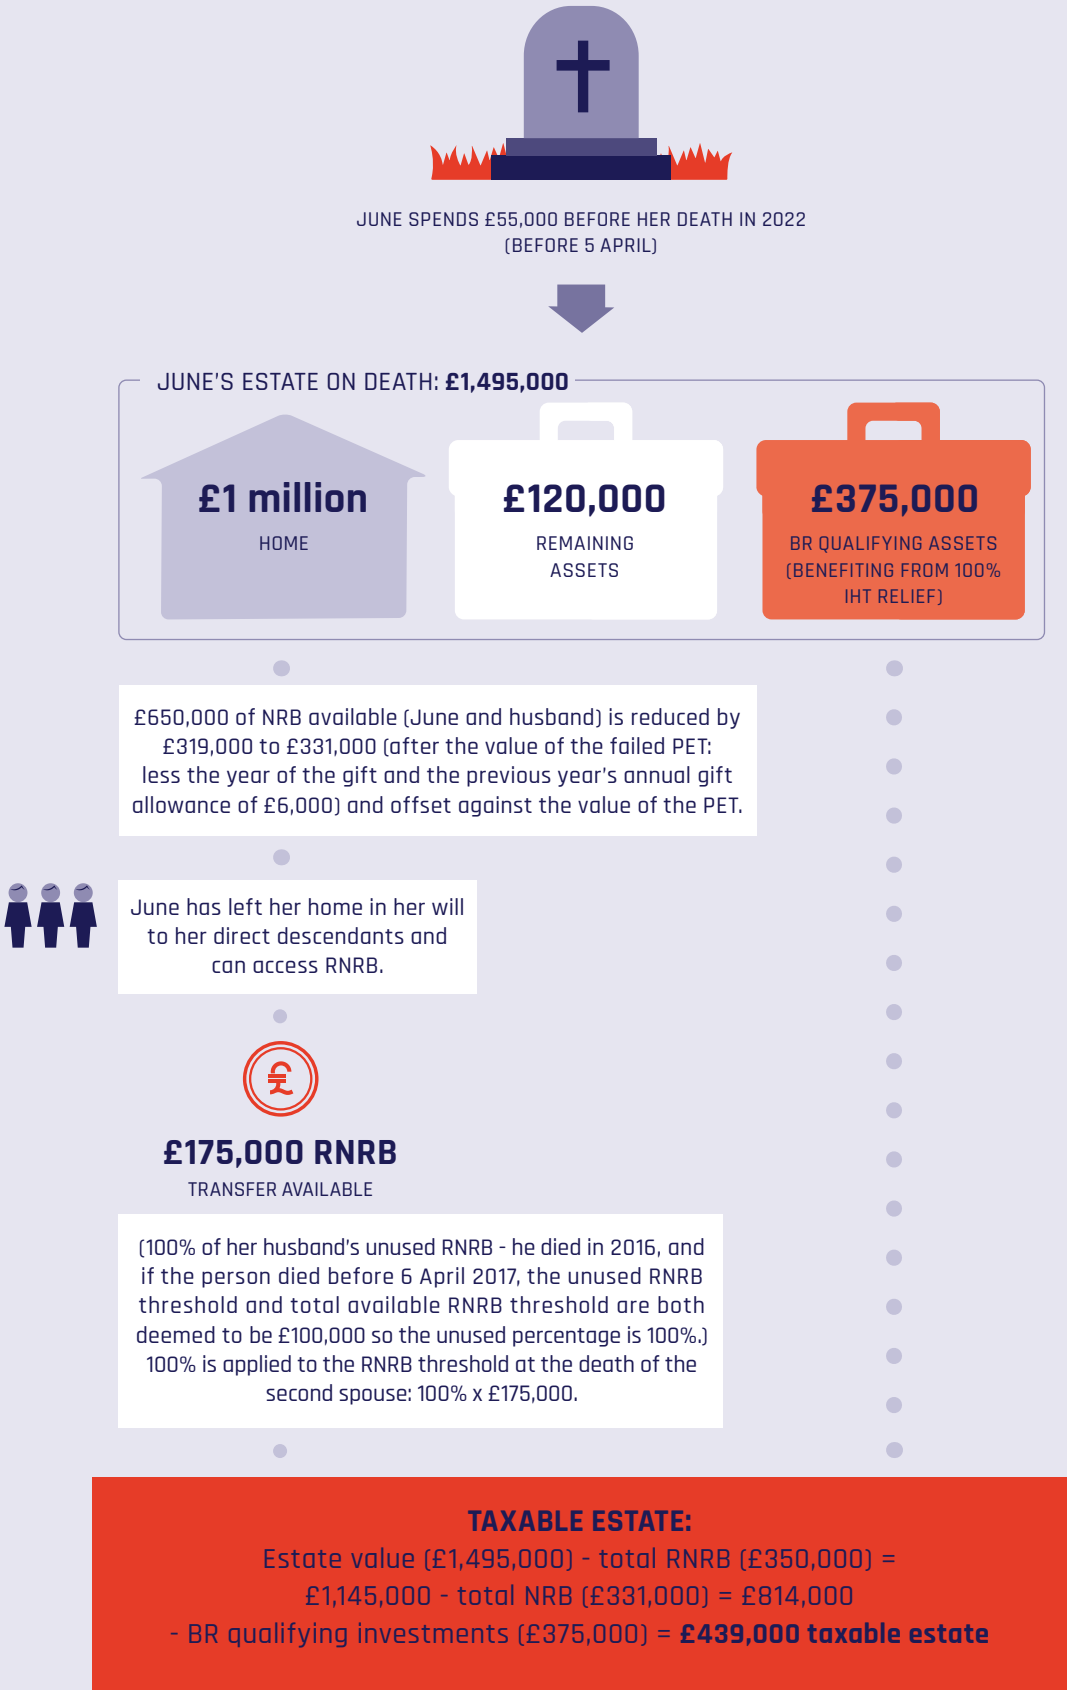 JUNE SPENDS £55,000 BEFORE HER DEATH IN 2022
(BEFORE 5 APRIL)
JUNE'S ESTATE ON DEATH: £1,495,000
£1 million
HOME
£120,000
REMAINING
ASSETS
£375,000
BR QUALIFYING ASSETS
(BENEFITING FROM 100%
IHT RELIEF)
£650,000 of NRB available (June and husband) is reduced by
£319,000 to £331,000 (after the value of the failed PET:
less the year of the gift and the previous year's annual gift
allowance of £6,000) and offset against the value of the PET.
June has left her home in her will
to her direct descendants and
can access RNRB.
£
£175,000 RNRB
TRANSFER AVAILABLE
(100% of her husband's unused RNRB - he died in 2016, and
if the person died before 6 April 2017, the unused RNRB
threshold and total available RNRB threshold are both
deemed to be £100,000 so the unused percentage is 100%.)
100% is applied to the RNRB threshold at the death of the
second spouse: 100% x £175,000.
TAXABLE ESTATE:
Estate value (£1,495,000) - total RNRB (£350,000) =
£1,145,000 - total NRB (£331,000) = £814,000
- BR qualifying investments (£375,000) = £439,000 taxable estate